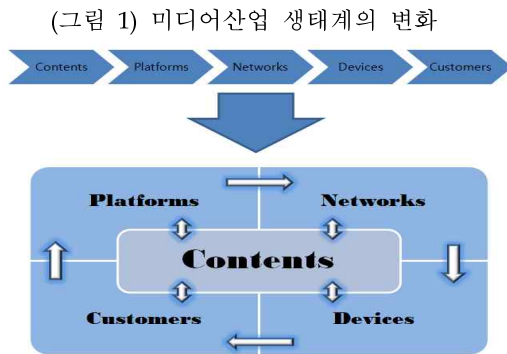 (그림 1) 미디어산업 생태계의 변화
Contents Platforms Networks Devices Customers
Platforms Networks
Contents
Customers Devices